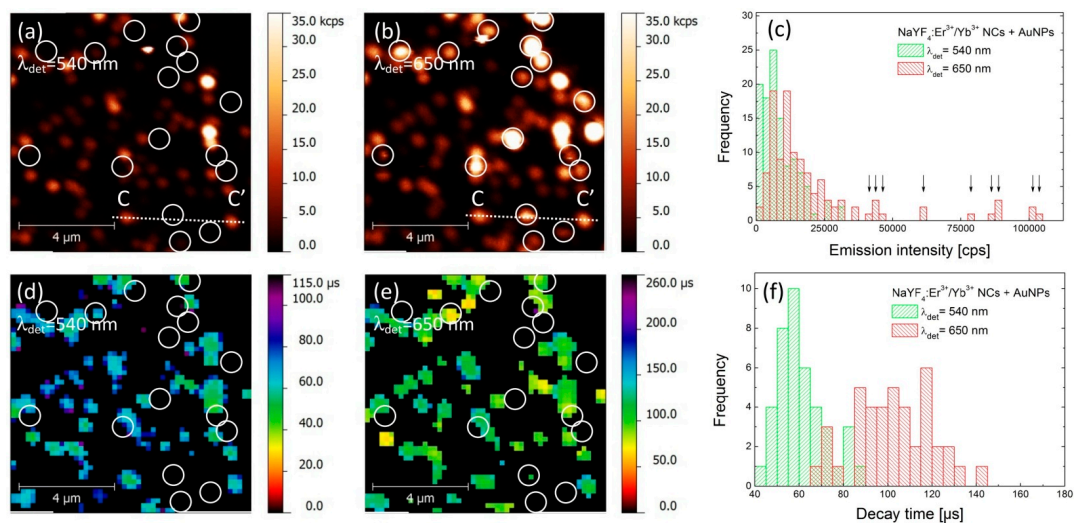 (a)
λdet=540 nm
C
C'
4 μm
35.0 kcps
30.0
25.0
20.0
15.0
10.0
5.0
0.0
(b)
λdet=650 nm
C
C'
4 μm
35.0 kcps
30.0
25.0
20.0
15.0
10.0
5.0
0.0
(c)
NaYF4:Er3+/Yb3+ NCs + AuNPs
λdet= 540 nm
λdet= 650 nm
Frequency
30
25
20
15
10
5
0
0 25000 50000 75000 100000
Emission intensity [cps]
(d)
λdet=540 nm
4 μm
115.0 μs
100.0
80.0
60.0
40.0
20.0
0.0
(e)
λdet=650 nm
4 μm
260.0 μs
200.0
150.0
100.0
50.0
0.0
(f)
NaYF4:Er3+/Yb3+ NCs + AuNPs
λdet= 540 nm
λdet= 650 nm
Frequency
10
8
6
4
2
0
40 60 80 100 120 140 160 180
Decay time [μs]